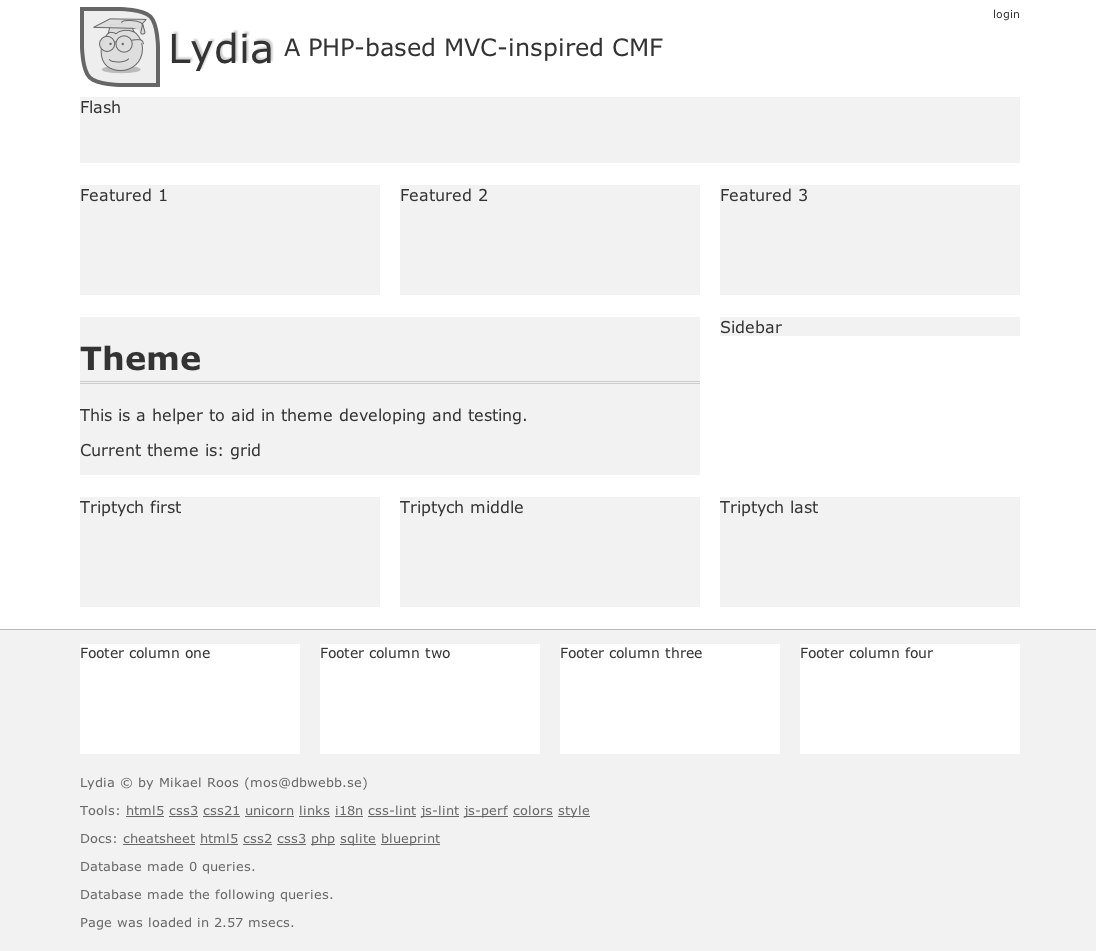 login
Lydia A PHP-based MVC-inspired CMF
Flash
Featured 1 Featured 2 Featured 3
Theme
This is a helper to aid in theme developing and testing.
Current theme is: grid
Sidebar
Triptych first Triptych middle Triptych last
Footer column one Footer column two Footer column three Footer column four
Lydia © by Mikael Roos (mos@dbwebb.se)
Tools: html5 css3 css21 unicorn links i18n css-lint js-lint js-perf colors style
Docs: cheatsheet html5 css2 css3 php sqlite blueprint
Database made 0 queries.
Database made the following queries.
Page was loaded in 2.57 msecs.